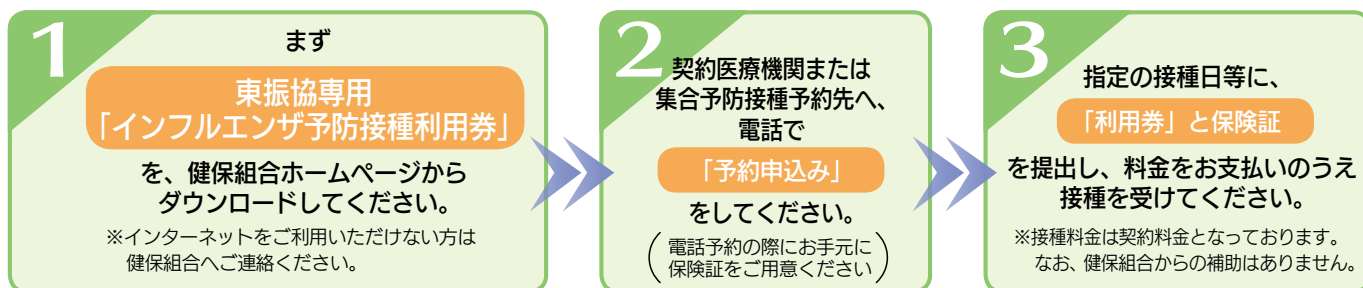 1
まず
東振協専用
「インフルエンザ予防接種利用券」
を、健保組合ホームページから
ダウンロードしてください。
※インターネットをご利用いただけない方は
健保組合へご連絡ください。
2
契約医療機関または
集合予防接種予約先へ、
電話で
「予約申込み」
をしてください。
(電話予約の際にお手元に
保険証をご用意ください)
3
指定の接種日等に、
「利用券」と保険証
を提出し、料金をお支払いのうえ
接種を受けてください。
※接種料金は契約料金となっております。
なお、健保組合からの補助はありません。